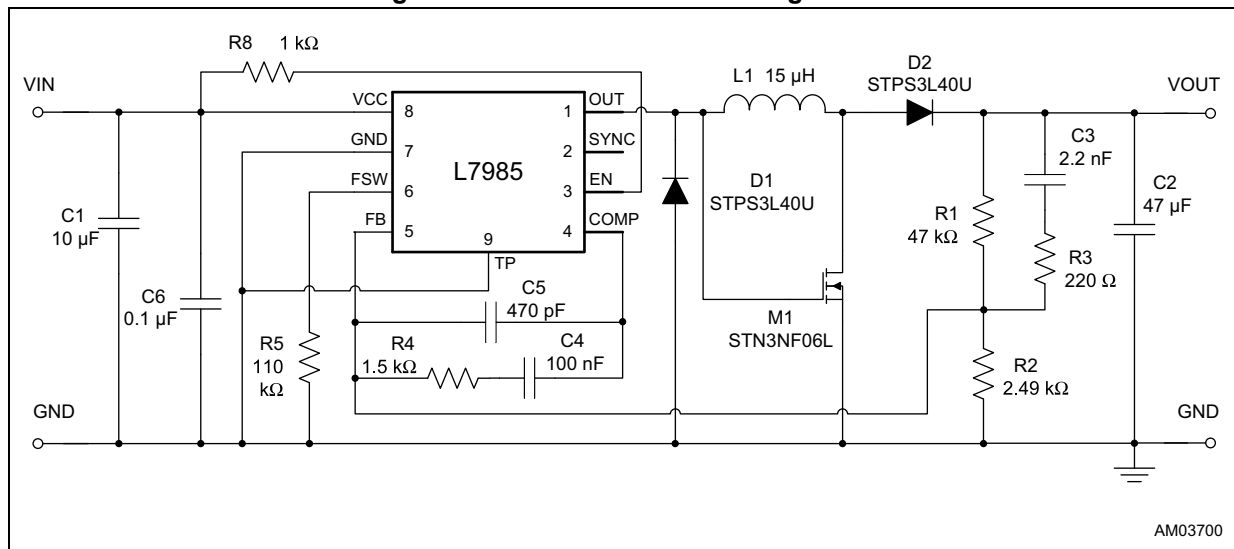 R8 1 kΩ
VIN
VCC
8
GND
7
FSW
6
FB
5
L7985
9
TP
1
OUT
2
SYNC
3
EN
4
COMP
L1 15 µH
D2
STPS3L40U
VOUT
C1
10 µF
C6
0.1 µF
R5
110
kΩ
C5
470 pF
R4
1.5 kΩ
C4
100 nF
D1
STPS3L40U
M1
STN3NF06L
R1
47 kΩ
C3
2.2 nF
R3
220 Ω
C2
47 µF
R2
2.49 kΩ
GND
GND
AM03700